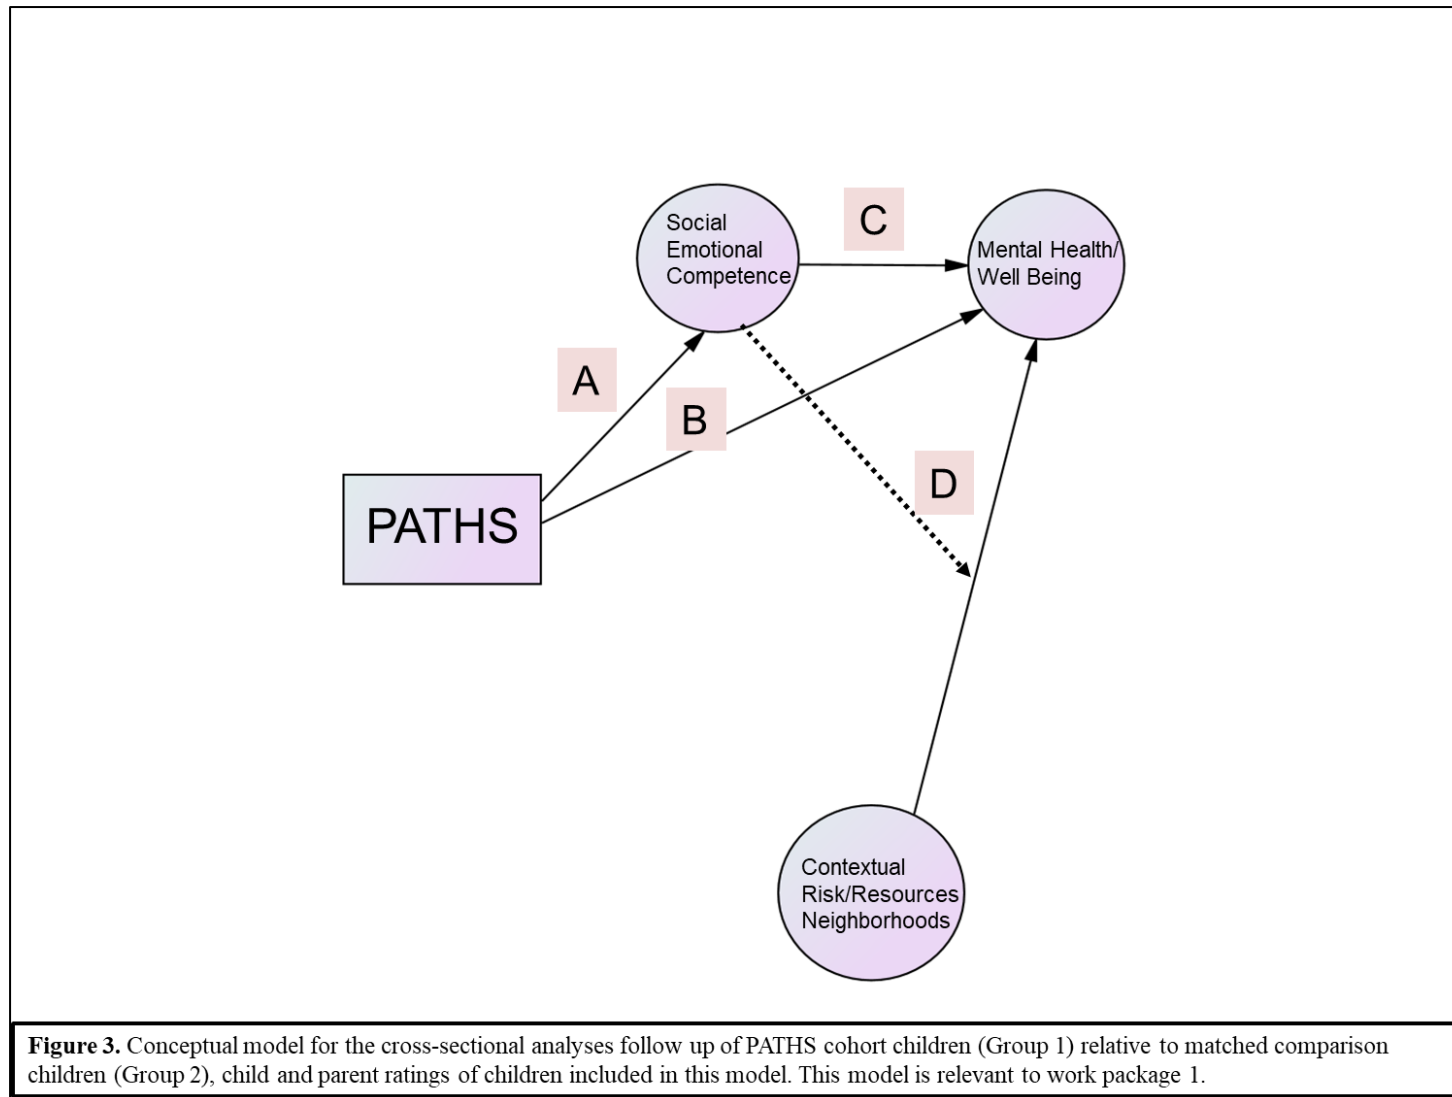 Social
Emotional
Competence
C
Mental Health/
Well Being
A
B
D
PATHS
Contextual
Risk/Resources
Neighborhoods
Figure 3. Conceptual model for the cross-sectional analyses follow up of PATHS cohort children (Group 1) relative to matched comparison
children (Group 2), child and parent ratings of children included in this model. This model is relevant to work package 1.